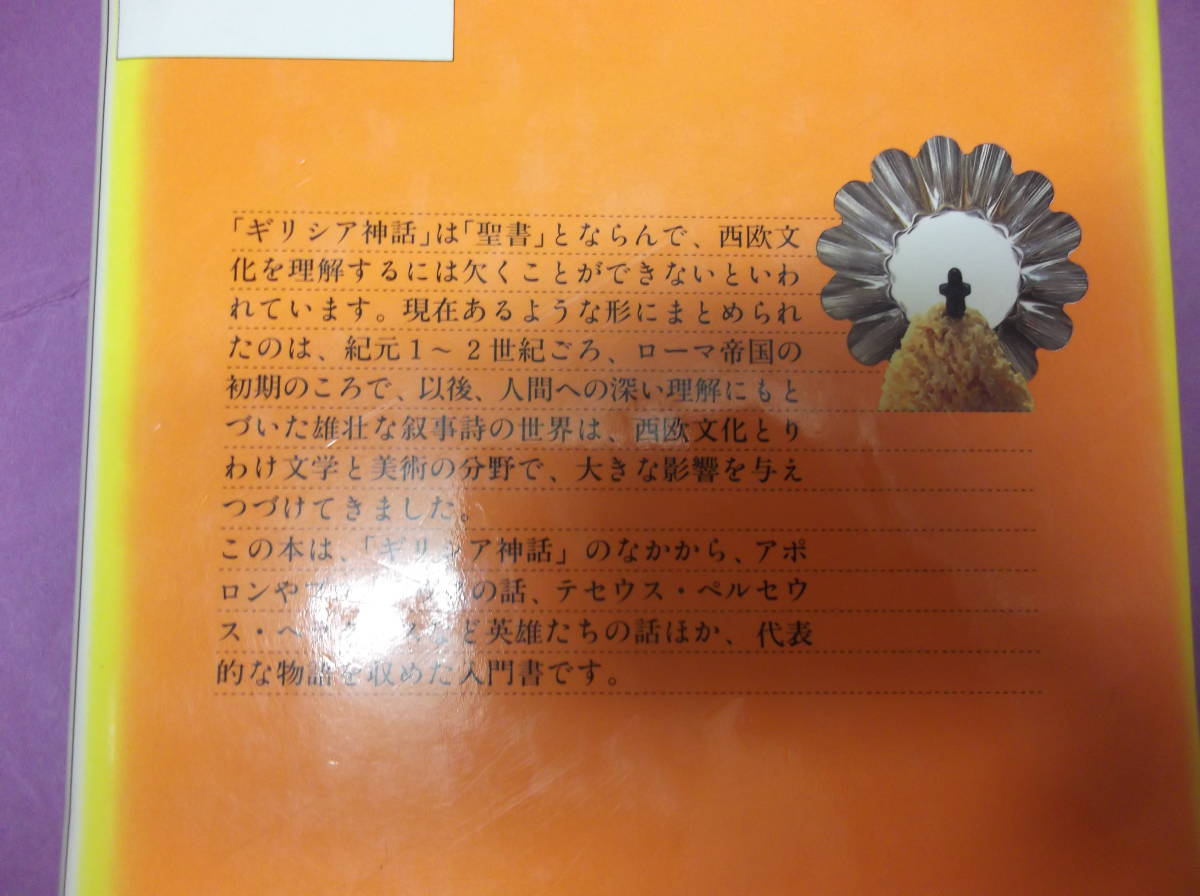 「ギリシア神話」は「聖書」とならんで、西欧文
化を理解するには欠くことができないといわ
れています。現在あるような形にまとめられ
たのは、紀元1～2世紀ごろ、ローマ帝国の
初期のころで、以後、人間への深い理解にもと
づいた雄壮な叙事詩の世界は、西欧文化とり
わけ文学と美術の分野で、大きな影響を与え
つづけてきました。
この本は、「ギリシア神話」のなかから、アポ
ロンや の話、テセウス・ペルセウ
ス・ヘ スなど英雄たちの話ほか、代表
的な物語を収めた入門書です。